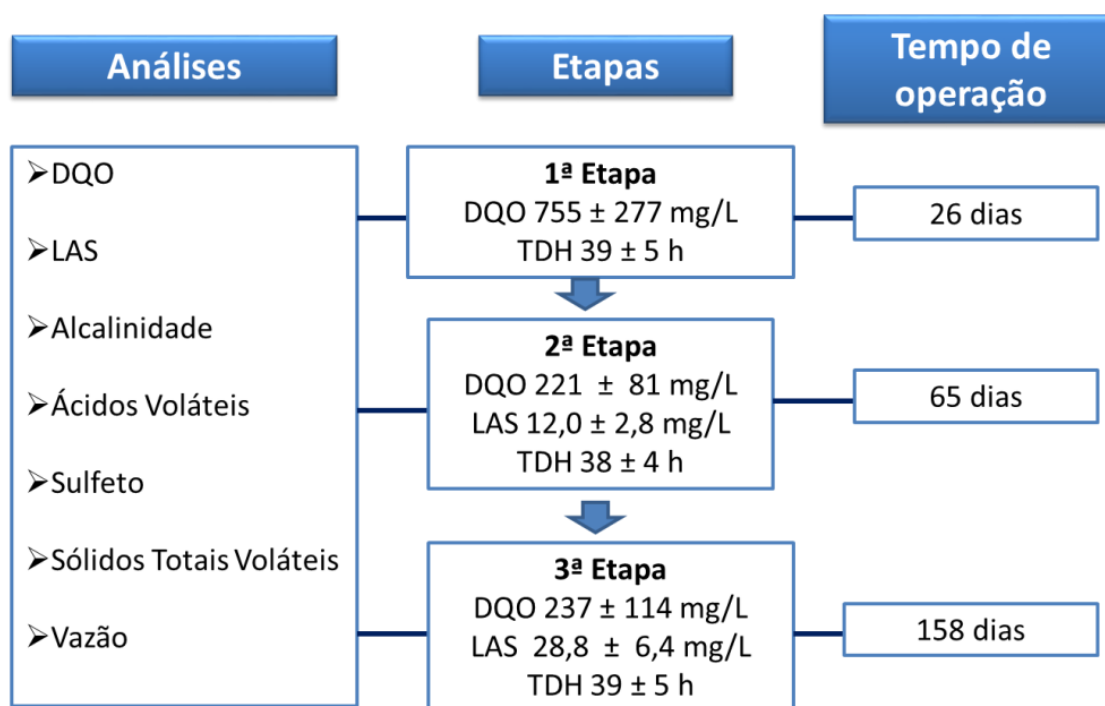 Análises
Etapas
Tempo de
operação
➢DQO
➢LAS
➢Alcalinidade
➢Ácidos Voláteis
➢Sulfeto
➢Sólidos Totais Voláteis
➢Vazão
1ª Etapa
DQO 755 ± 277 mg/L
TDH 39 ± 5 h
26 dias
2ª Etapa
DQO 221 ± 81 mg/L
LAS 12,0 ± 2,8 mg/L
TDH 38 ± 4 h
65 dias
3ª Etapa
DQO 237 ± 114 mg/L
LAS 28,8 ± 6,4 mg/L
TDH 39 ± 5 h
158 dias